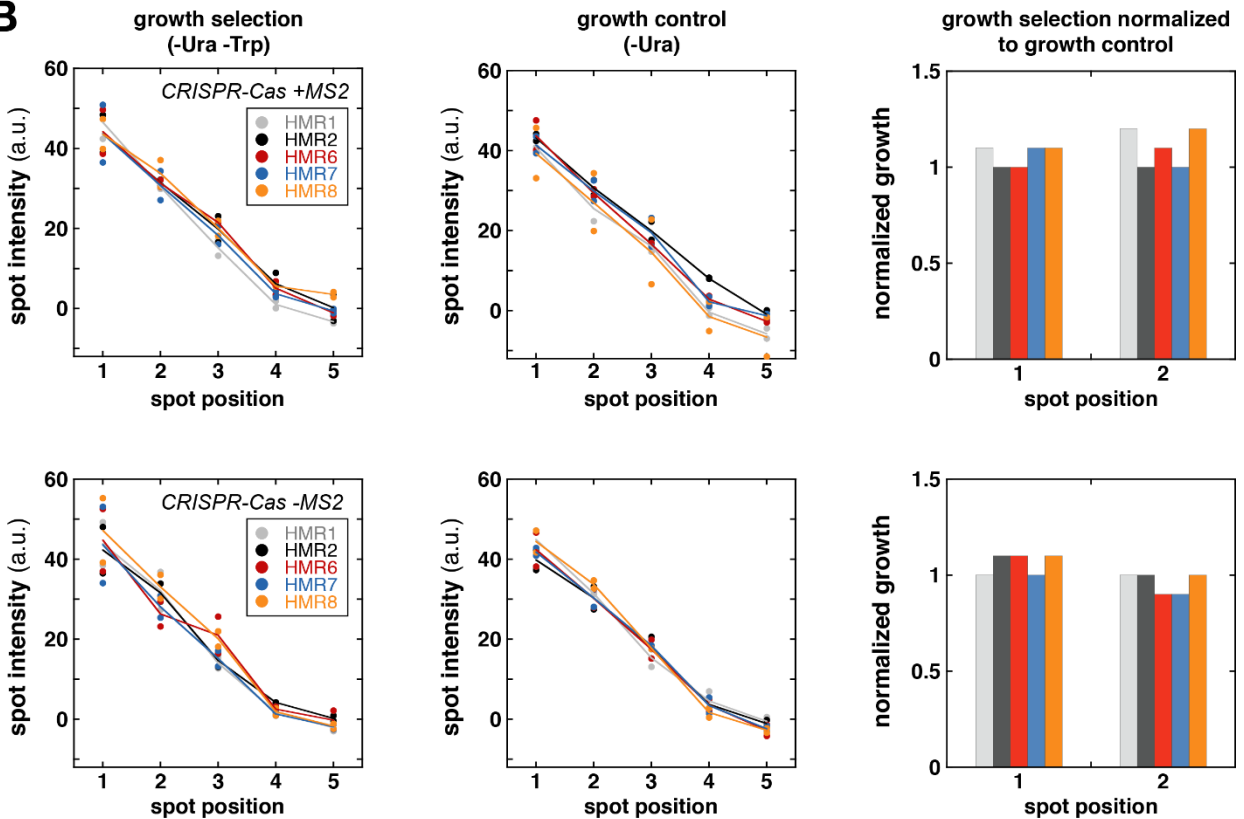 B
growth selection
(-Ura -Trp)
growth control
(-Ura)
growth selection normalized
to growth control
60
40
20
0
spot intensity (a.u.)
CRISPR-Cas +MS2
HMR1
HMR2
HMR6
HMR7
HMR8
1 2 3 4 5
spot position
60
40
20
0
spot intensity (a.u.)
1 2 3 4 5
spot position
1.5
1
0.5
0
normalized growth
1 2
spot position
60
40
20
0
spot intensity (a.u.)
CRISPR-Cas -MS2
HMR1
HMR2
HMR6
HMR7
HMR8
1 2 3 4 5
spot position
60
40
20
0
spot intensity (a.u.)
1 2 3 4 5
spot position
1.5
1
0.5
0
normalized growth
1 2
spot position